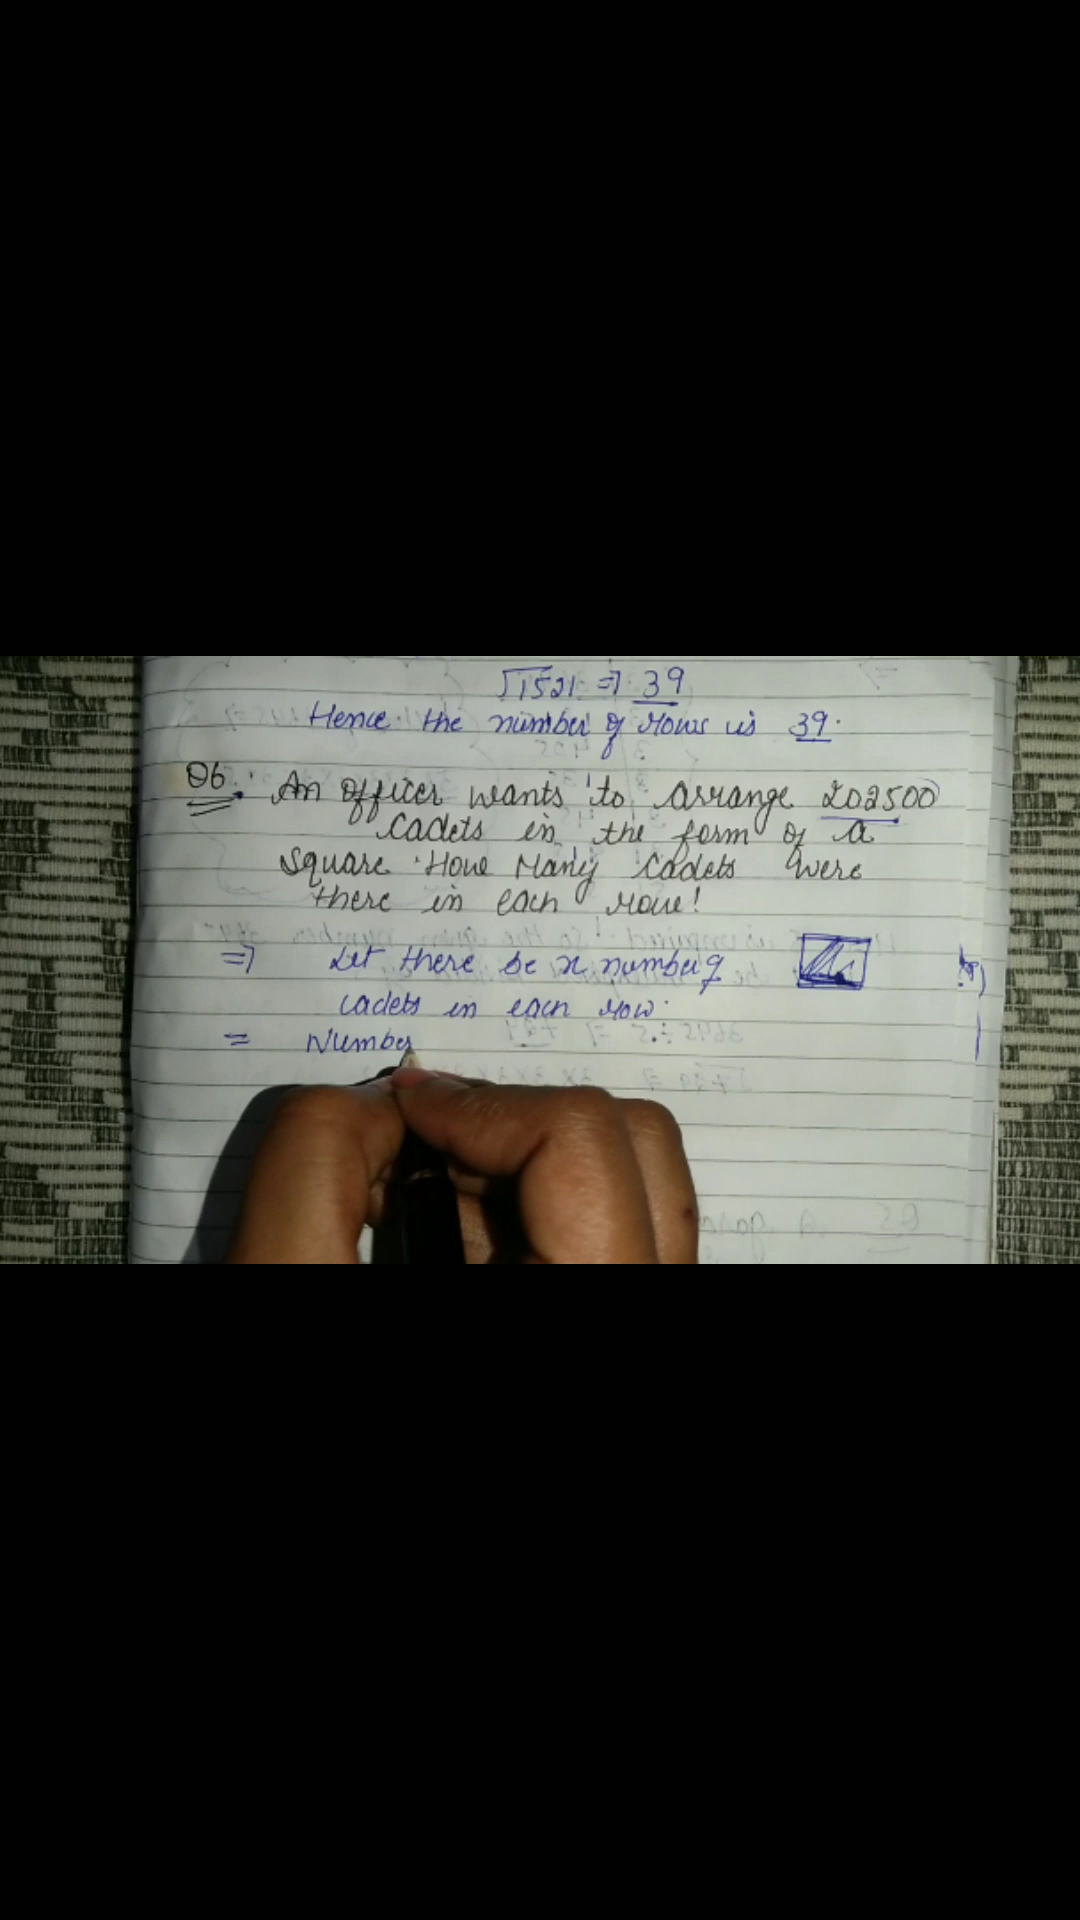 √1521 ⇒ 39
Hence the number of rows is 39.
Q6. An officer wants to arrange 202500
cadets in the form of a
square. How Many cadets were
there in each row!
⇒ Let there be x number of
cadets in each row.
= Number